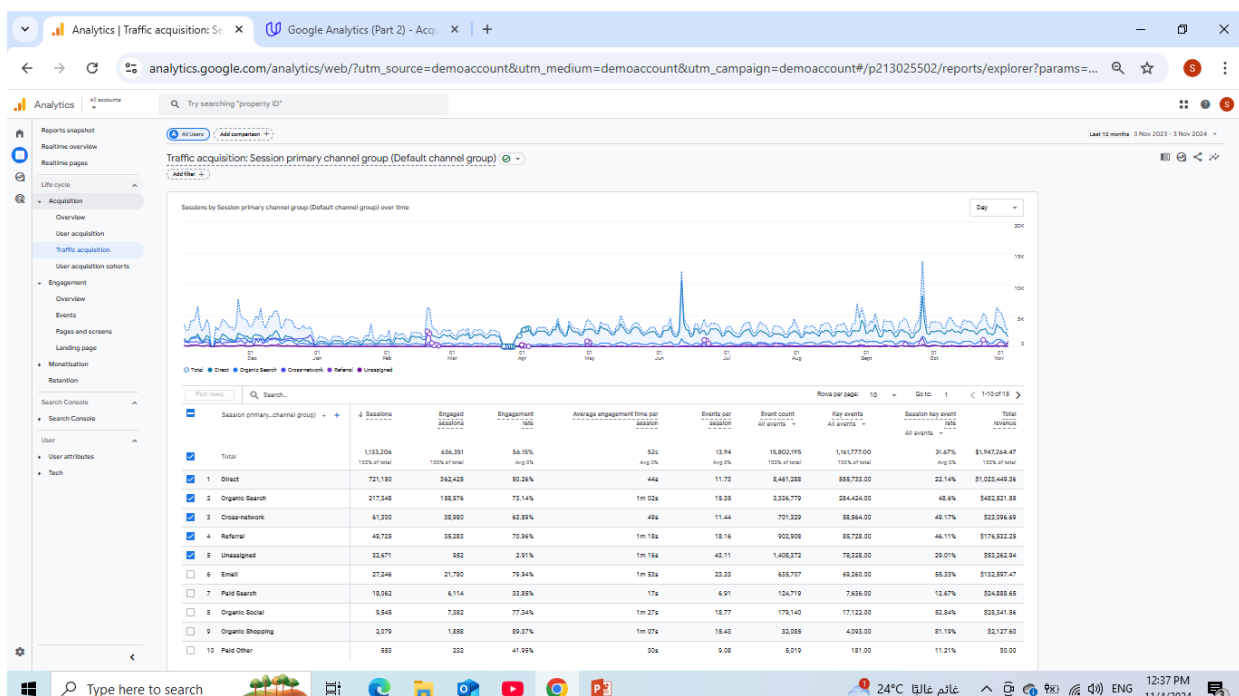 Analytics | Traffic acquisition: Se
Google Analytics (Part 2) - Acqu
analytics.google.com/analytics/web/?utm_source=demoaccount&utm_medium=demoaccount&utm_campaign=demoaccount#/p213025502/reports/explorer?params=...
S
Analytics
All accounts
Try searching "property ID"
S
Reports snapshot
Realtime overview
Realtime pages
Life cycle
Acquisition
Overview
User acquisition
Traffic acquisition
User acquisition cohorts
Engagement
Overview
Events
Pages and screens
Landing page
Monetisation
Retention
Search Console
Search Console
User
User attributes
Tech
A All Users Add comparison +
Last 12 months 3 Nov 2023 - 3 Nov 2024
Traffic acquisition: Session primary channel group (Default channel group)
Add filter +
Sessions by Session primary channel group (Default channel group) over time
Day
20K
15K
10K
5K
0
01 Dec
01 Jan
01 Feb
01 Mar
01 Apr
01 May
01 Jun
01 Jul
01 Aug
01 Sept
01 Oct
01 Nov
Total Direct Organic Search Cross-network Referral Unassigned
Plot rows Search... Rows per page: 10 Go to: 1 1-10 of 15
Session primary...channel group) + Sessions Engaged sessions Engagement rate Average engagement time per session Events per session Event count All events Key events All events Session key event rate All events Total revenue
Total 1,133,206 636,351 56.15% 52s 13.94 15,802,195 1,161,777.00 31.67% $1,947,264.47
100% of total 100% of total Avg 0% Avg 0% Avg 0% 100% of total 100% of total Avg 0% 100% of total
1 Direct 721,150 362,425 50.26% 44s 11.73 8,461,288 555,733.00 22.14% $1,023,449.36
2 Organic Search 217,348 158,976 73.14% 1m 02s 15.35 3,336,779 284,424.00 48.6% $482,521.55
3 Cross-network 61,300 38,980 63.59% 49s 11.44 701,329 58,564.00 49.17% $23,096.69
4 Referral 49,725 35,283 70.96% 1m 18s 18.16 902,908 85,728.00 46.11% $176,532.25
5 Unassigned 32,671 952 2.91% 1m 16s 43.11 1,408,372 78,328.00 29.01% $53,262.94
6 Email 27,246 21,780 79.94% 1m 53s 23.33 635,707 69,260.00 55.33% $132,597.47
7 Paid Search 18,062 6,114 33.85% 17s 6.91 124,719 7,636.00 12.67% $24,888.65
8 Organic Social 9,545 7,382 77.34% 1m 27s 18.77 179,140 17,122.00 52.84% $28,341.56
9 Organic Shopping 2,079 1,858 89.37% 1m 07s 15.43 32,085 4,093.00 81.19% $2,127.60
10 Paid Other 553 232 41.95% 30s 9.08 5,019 181.00 11.21% $0.00
Type here to search
24°C غائم غالبًا
ENG
12:37 PM
11/4/2024